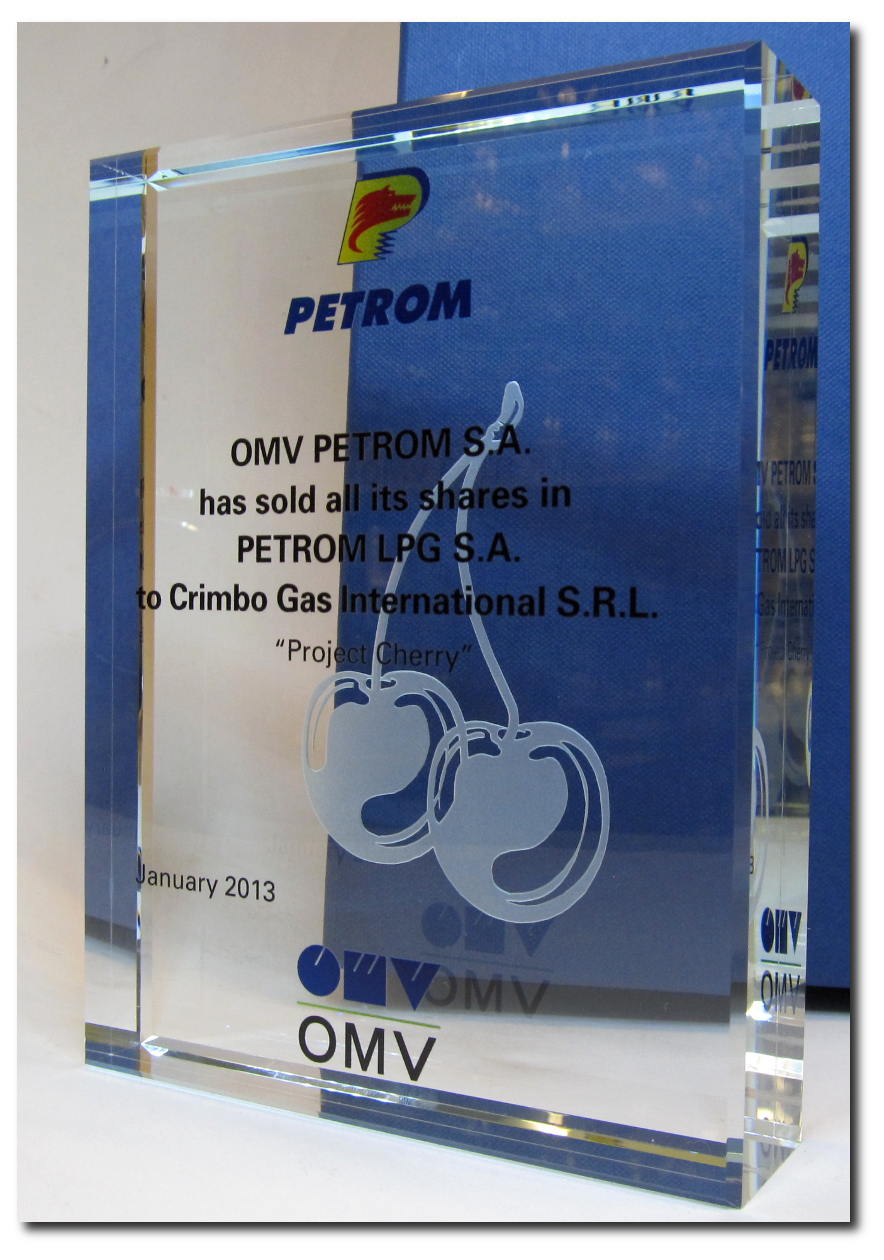 PETROM
OMV PETROM S.A.
has sold all its shares in
PETROM LPG S.A.
to Crimbo Gas International S.R.L.
“Project Cherry”
January 2013
OMV
OMV